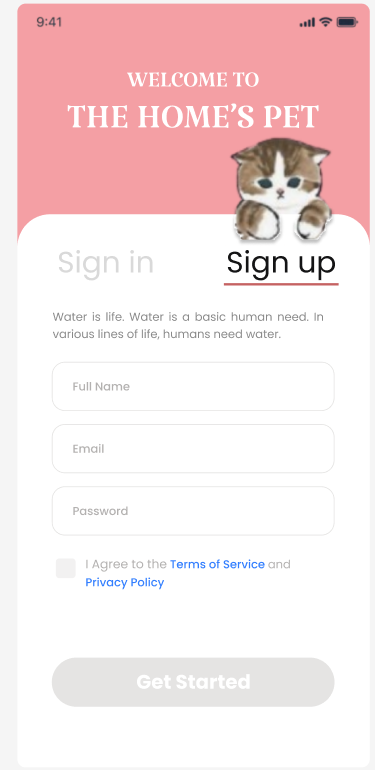 9:41
WELCOME TO
THE HOME’S PET
Sign in
Sign up
Water is life. Water is a basic human need. In
various lines of life, humans need water.
Full Name
Email
Password
I Agree to the Terms of Service and
Privacy Policy
Get Started